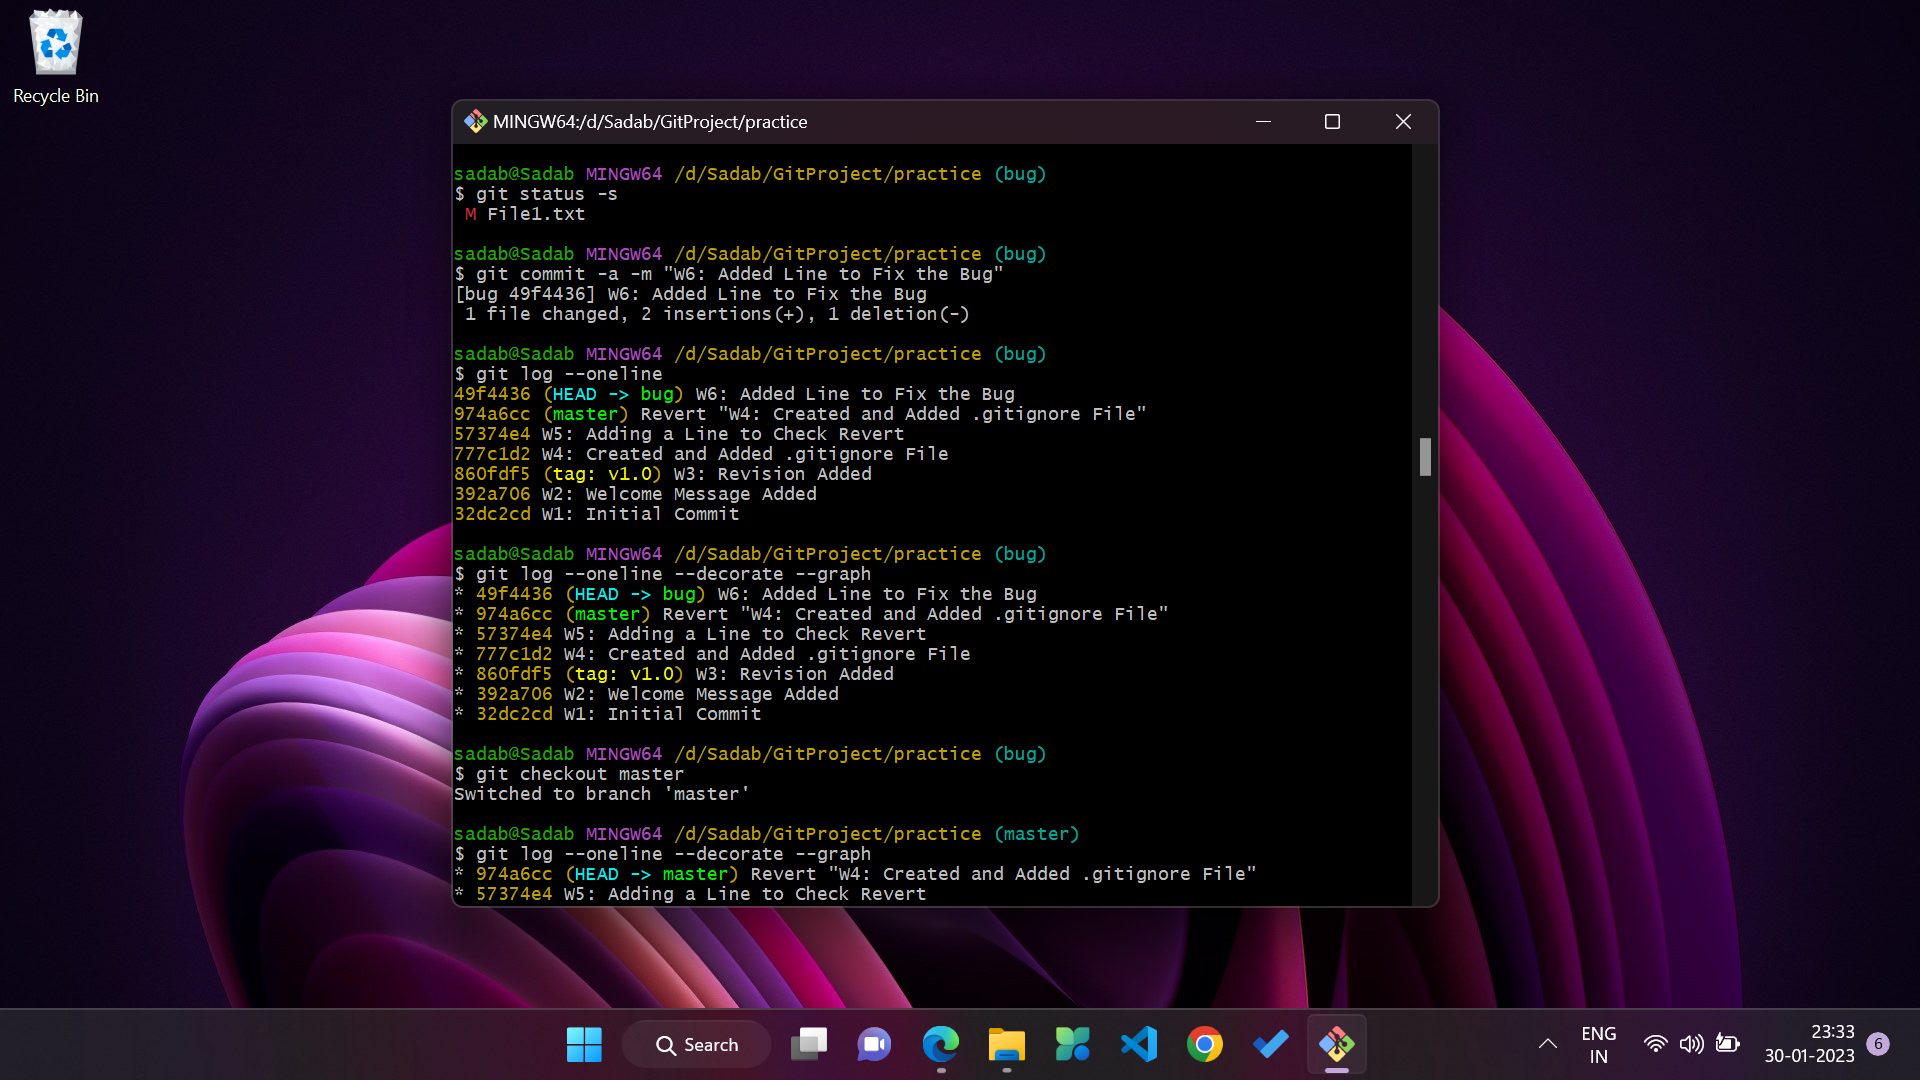 Recycle Bin
MINGW64:/d/Sadab/GitProject/practice
sadab@Sadab MINGW64 /d/Sadab/GitProject/practice (bug)
$ git status -s
 M File1.txt
sadab@Sadab MINGW64 /d/Sadab/GitProject/practice (bug)
$ git commit -a -m "W6: Added Line to Fix the Bug"
[bug 49f4436] W6: Added Line to Fix the Bug
 1 file changed, 2 insertions(+), 1 deletion(-)
sadab@Sadab MINGW64 /d/Sadab/GitProject/practice (bug)
$ git log --oneline
49f4436 (HEAD -> bug) W6: Added Line to Fix the Bug
974a6cc (master) Revert "W4: Created and Added .gitignore File"
57374e4 W5: Adding a Line to Check Revert
777c1d2 W4: Created and Added .gitignore File
860fdf5 (tag: v1.0) W3: Revision Added
392a706 W2: Welcome Message Added
32dc2cd W1: Initial Commit
sadab@Sadab MINGW64 /d/Sadab/GitProject/practice (bug)
$ git log --oneline --decorate --graph
* 49f4436 (HEAD -> bug) W6: Added Line to Fix the Bug
* 974a6cc (master) Revert "W4: Created and Added .gitignore File"
* 57374e4 W5: Adding a Line to Check Revert
* 777c1d2 W4: Created and Added .gitignore File
* 860fdf5 (tag: v1.0) W3: Revision Added
* 392a706 W2: Welcome Message Added
* 32dc2cd W1: Initial Commit
sadab@Sadab MINGW64 /d/Sadab/GitProject/practice (bug)
$ git checkout master
Switched to branch 'master'
sadab@Sadab MINGW64 /d/Sadab/GitProject/practice (master)
$ git log --oneline --decorate --graph
* 974a6cc (HEAD -> master) Revert "W4: Created and Added .gitignore File"
* 57374e4 W5: Adding a Line to Check Revert
Search
ENG
IN
23:33
30-01-2023
6